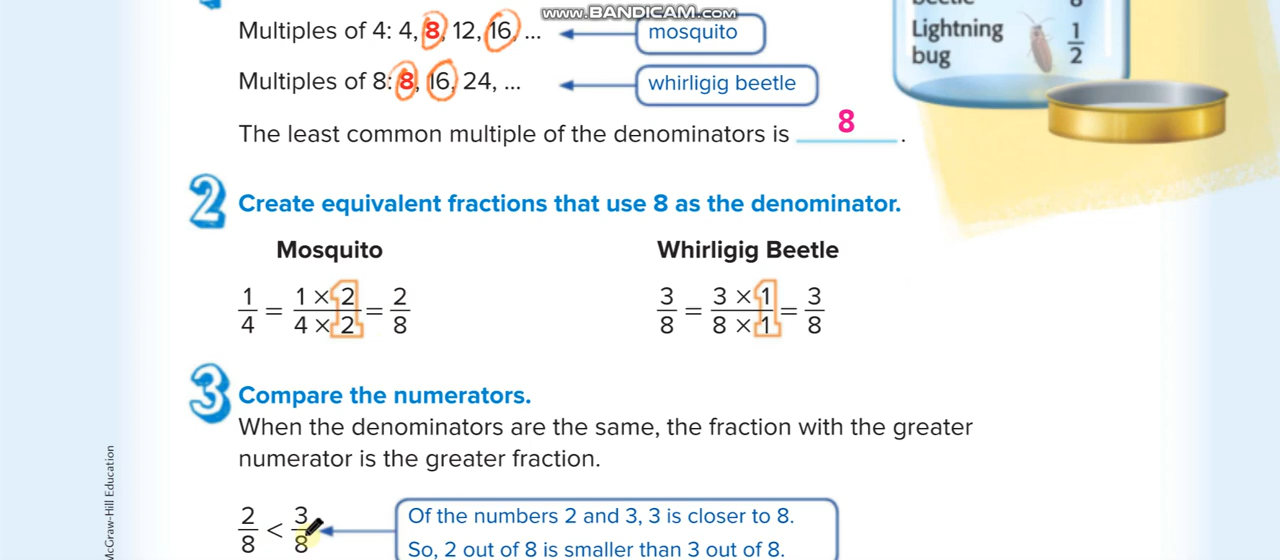 www.BANDICAM.com
Multiples of 4: 4, 8, 12, 16, ...
mosquito
Multiples of 8: 8, 16, 24, ...
whirligig beetle
The least common multiple of the denominators is 8.
beetle
8
Lightning
bug
1/2
2 Create equivalent fractions that use 8 as the denominator.
Mosquito
Whirligig Beetle
1/4 = 1 × 2/4 × 2 = 2/8
3/8 = 3 × 1/8 × 1 = 3/8
3 Compare the numerators.
When the denominators are the same, the fraction with the greater
numerator is the greater fraction.
2/8 < 3/8
Of the numbers 2 and 3, 3 is closer to 8.
So, 2 out of 8 is smaller than 3 out of 8.
McGraw-Hill Education